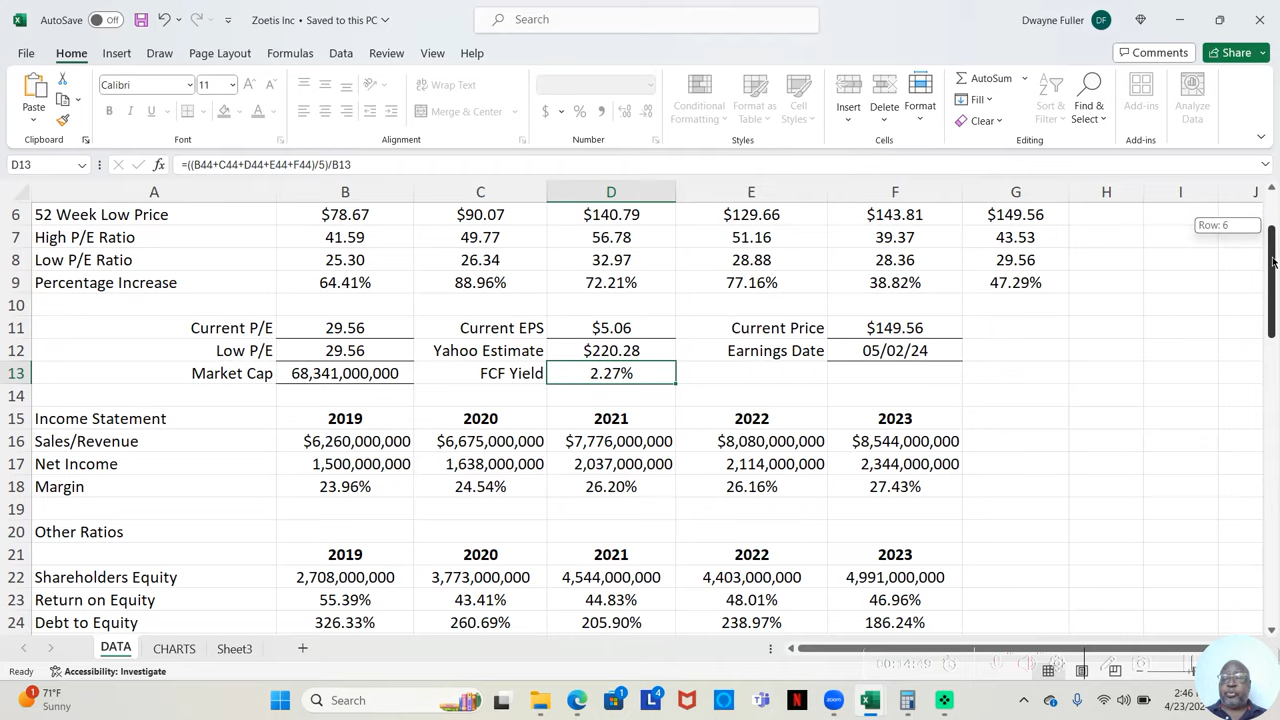 AutoSave Off Zoetis Inc • Saved to this PC Search Dwayne Fuller DF
File Home Insert Draw Page Layout Formulas Data Review View Help Comments Share
Paste Calibri 11 B I U Wrap Text Merge & Center $ % Conditional Formatting Format as Table Cell Styles Insert Delete Format AutoSum Fill Clear Sort & Filter Find & Select Add-ins Analyze Data
Clipboard Font Alignment Number Styles Cells Editing Add-ins
D13 fx =((B44+C44+D44+E44+F44)/5)/B13
A B C D E F G H I J
6 52 Week Low Price $78.67 $90.07 $140.79 $129.66 $143.81 $149.56 Row: 6
7 High P/E Ratio 41.59 49.77 56.78 51.16 39.37 43.53
8 Low P/E Ratio 25.30 26.34 32.97 28.88 28.36 29.56
9 Percentage Increase 64.41% 88.96% 72.21% 77.16% 38.82% 47.29%
10
11 Current P/E 29.56 Current EPS $5.06 Current Price $149.56
12 Low P/E 29.56 Yahoo Estimate $220.28 Earnings Date 05/02/24
13 Market Cap 68,341,000,000 FCF Yield 2.27%
14
15 Income Statement 2019 2020 2021 2022 2023
16 Sales/Revenue $6,260,000,000 $6,675,000,000 $7,776,000,000 $8,080,000,000 $8,544,000,000
17 Net Income 1,500,000,000 1,638,000,000 2,037,000,000 2,114,000,000 2,344,000,000
18 Margin 23.96% 24.54% 26.20% 26.16% 27.43%
19
20 Other Ratios
21 2019 2020 2021 2022 2023
22 Shareholders Equity 2,708,000,000 3,773,000,000 4,544,000,000 4,403,000,000 4,991,000,000
23 Return on Equity 55.39% 43.41% 44.83% 48.01% 46.96%
24 Debt to Equity 326.33% 260.69% 205.90% 238.97% 186.24%
DATA CHARTS Sheet3
Ready Accessibility: Investigate 00:14:49
1 71°F Sunny Search 1 L 4 N zoom 2:46
4/23/20